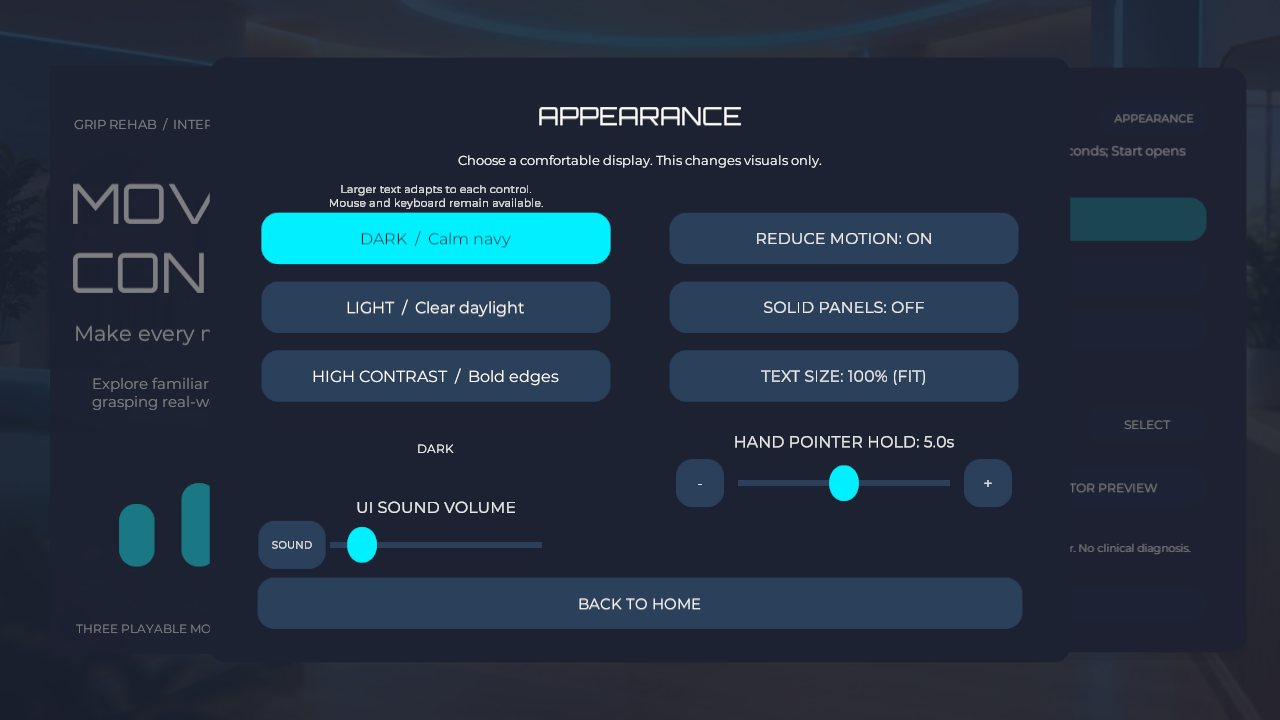 APPEARANCE
Choose a comfortable display. This changes visuals only.
Larger text adapts to each control.
Mouse and keyboard remain available.
DARK / Calm navy
LIGHT / Clear daylight
HIGH CONTRAST / Bold edges
DARK
UI SOUND VOLUME
SOUND
REDUCE MOTION: ON
SOLID PANELS: OFF
TEXT SIZE: 100% (FIT)
HAND POINTER HOLD: 5.0s
-
+
BACK TO HOME
GRIP REHAB / INTER
MOV
CON
Make every
Explore familiar
grasping real-w
THREE PLAYABLE MO
APPEARANCE
conds; Start opens
SELECT
TOR PREVIEW
r. No clinical diagnosis.